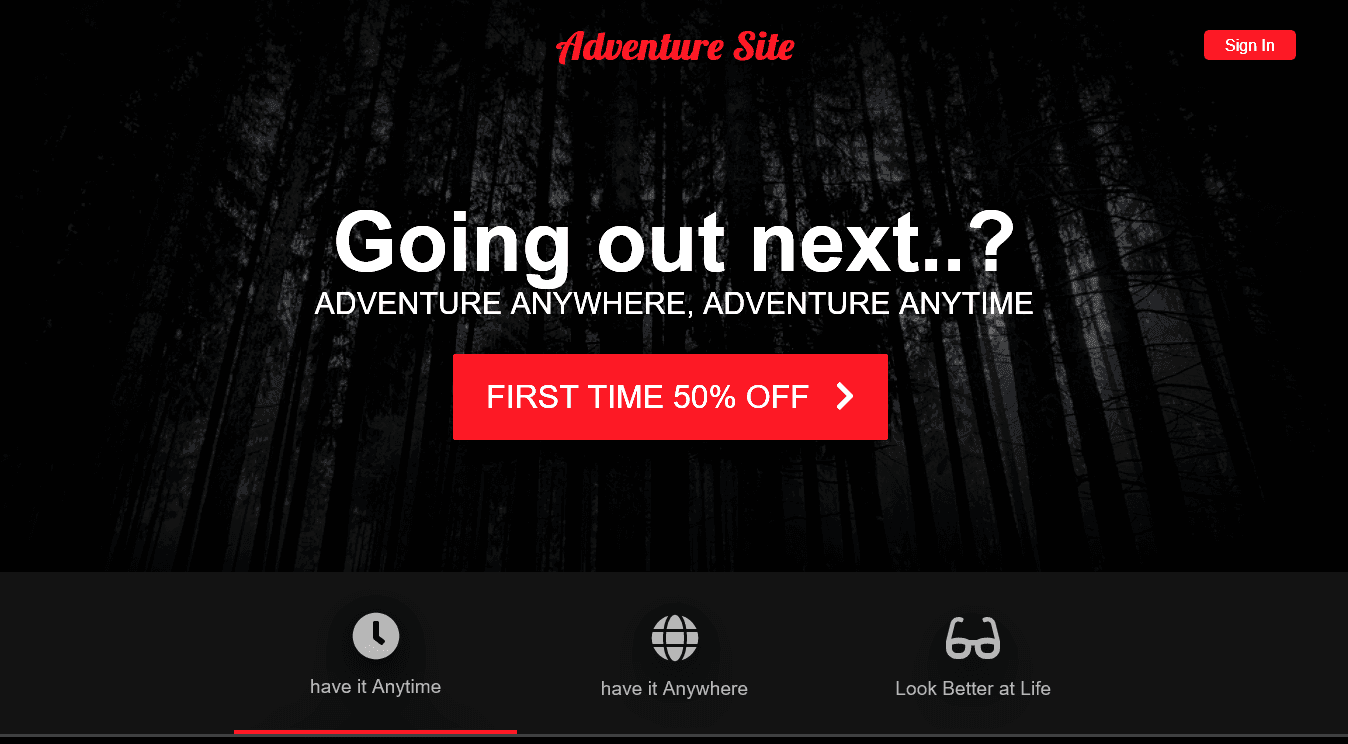 Adventure Site
Sign In
Going out next..?
ADVENTURE ANYWHERE, ADVENTURE ANYTIME
FIRST TIME 50% OFF
have it Anytime
have it Anywhere
Look Better at Life